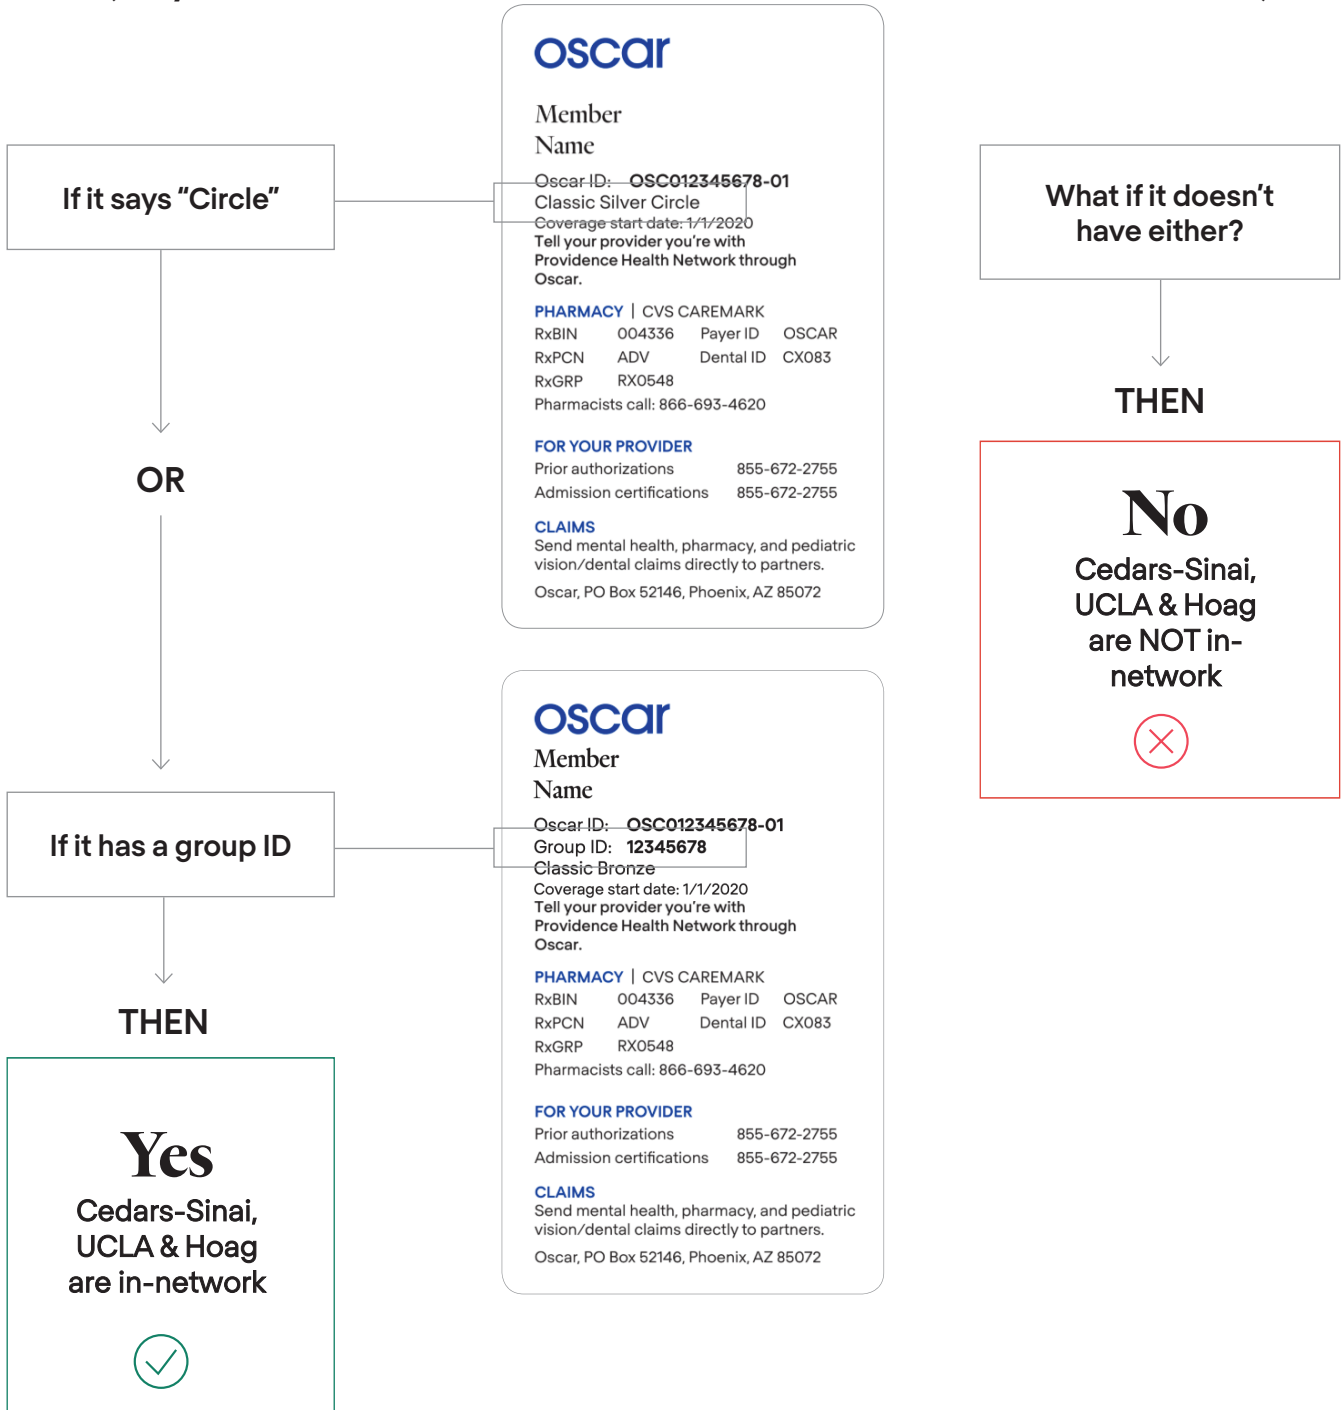 If it says “Circle”
OR
If it has a group ID
THEN
Yes
Cedars-Sinai,
UCLA & Hoag
are in-network
oscar
Member
Name
Oscar ID: OSC012345678-01
Classic Silver Circle
Coverage start date: 1/1/2020
Tell your provider you’re with
Providence Health Network through
Oscar.
PHARMACY | CVS CAREMARK
RxBIN 004336 Payer ID OSCAR
RxPCN ADV Dental ID CX083
RxGRP RX0548
Pharmacists call: 866-693-4620
FOR YOUR PROVIDER
Prior authorizations 855-672-2755
Admission certifications 855-672-2755
CLAIMS
Send mental health, pharmacy, and pediatric
vision/dental claims directly to partners.
Oscar, PO Box 52146, Phoenix, AZ 85072
oscar
Member
Name
Oscar ID: OSC012345678-01
Group ID: 12345678
Classic Bronze
Coverage start date: 1/1/2020
Tell your provider you’re with
Providence Health Network through
Oscar.
PHARMACY | CVS CAREMARK
RxBIN 004336 Payer ID OSCAR
RxPCN ADV Dental ID CX083
RxGRP RX0548
Pharmacists call: 866-693-4620
FOR YOUR PROVIDER
Prior authorizations 855-672-2755
Admission certifications 855-672-2755
CLAIMS
Send mental health, pharmacy, and pediatric
vision/dental claims directly to partners.
Oscar, PO Box 52146, Phoenix, AZ 85072
What if it doesn’t
have either?
THEN
No
Cedars-Sinai,
UCLA & Hoag
are NOT in-
network